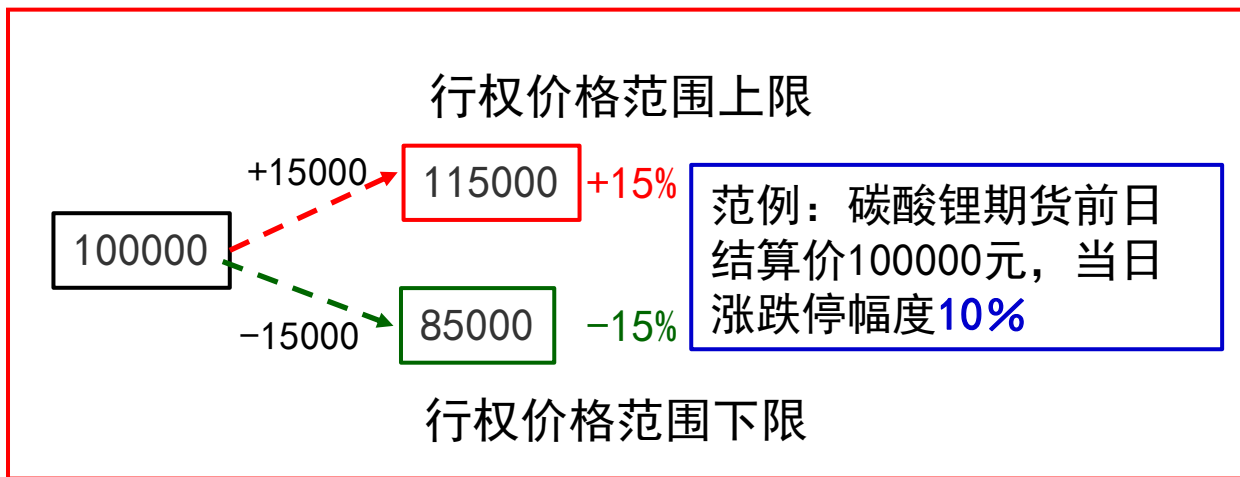 行权价格范围上限
+15000
115000
+15%
100000
范例：碳酸锂期货前日
结算价100000元，当日
涨跌停幅度10%
-15000
85000
-15%
行权价格范围下限